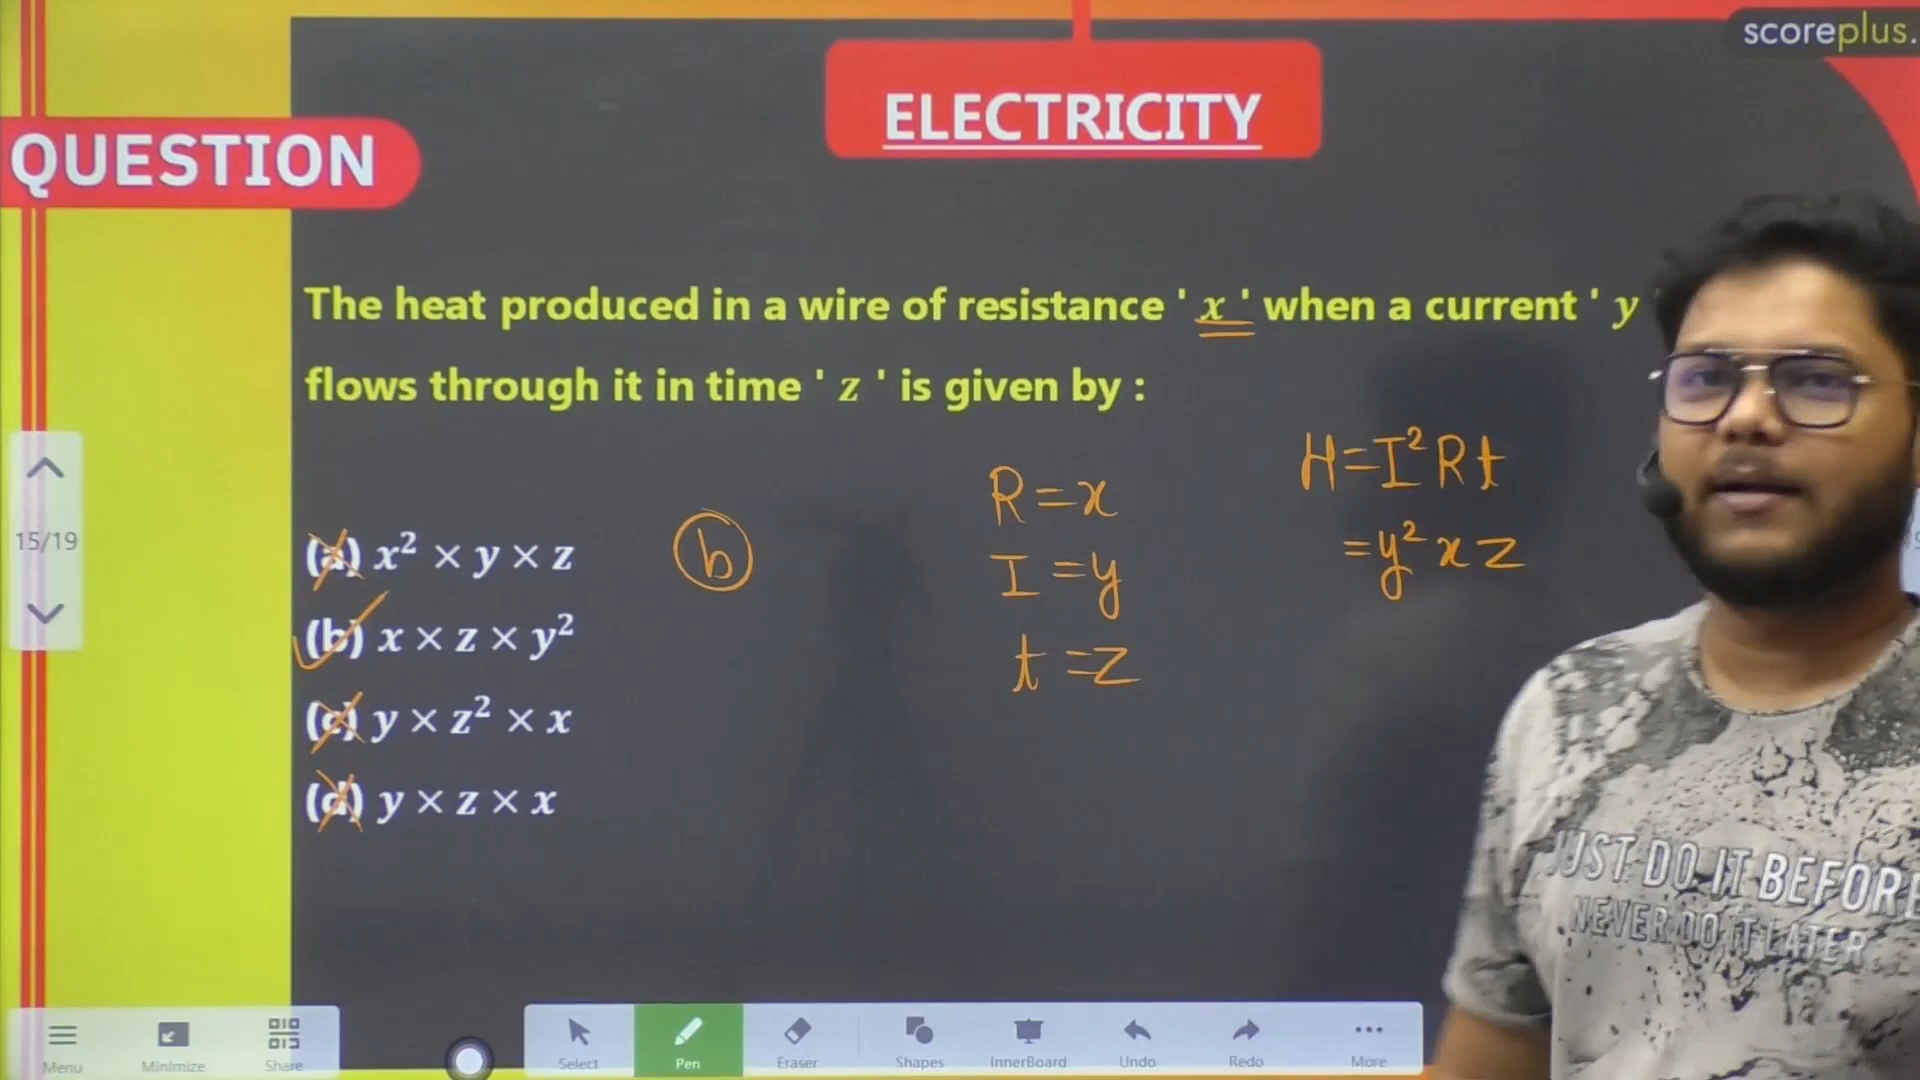 scoreplus.
ELECTRICITY
QUESTION
The heat produced in a wire of resistance ' x ' when a current ' y
flows through it in time ' z ' is given by :
H=I²Rt
=y²xz
R=x
I=y
t=z
15/19
(a) x² × y × z
b
(b) x × z × y²
(c) y × z² × x
(d) y × z × x
JUST DO IT BEFORE
NEVER DO IT LATER
Menu Minimize Share Select Pen Eraser Shapes InnerBoard Undo Redo More